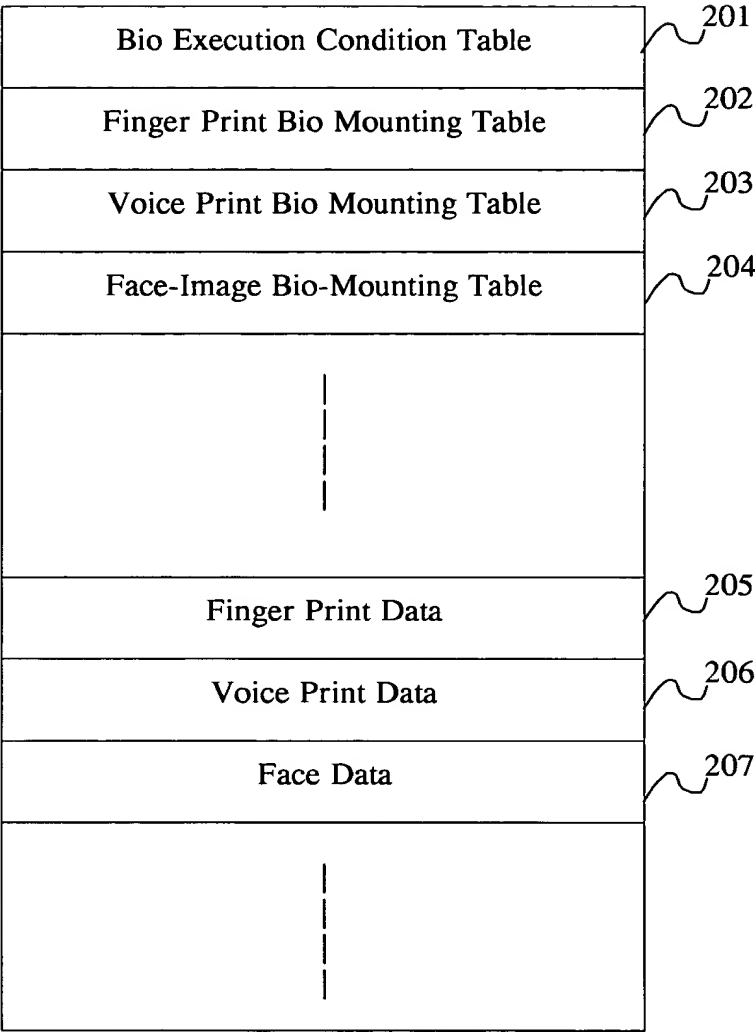 201
Bio Execution Condition Table
202
Finger Print Bio Mounting Table
203
Voice Print Bio Mounting Table
204
Face-Image Bio-Mounting Table
205
Finger Print Data
206
Voice Print Data
207
Face Data